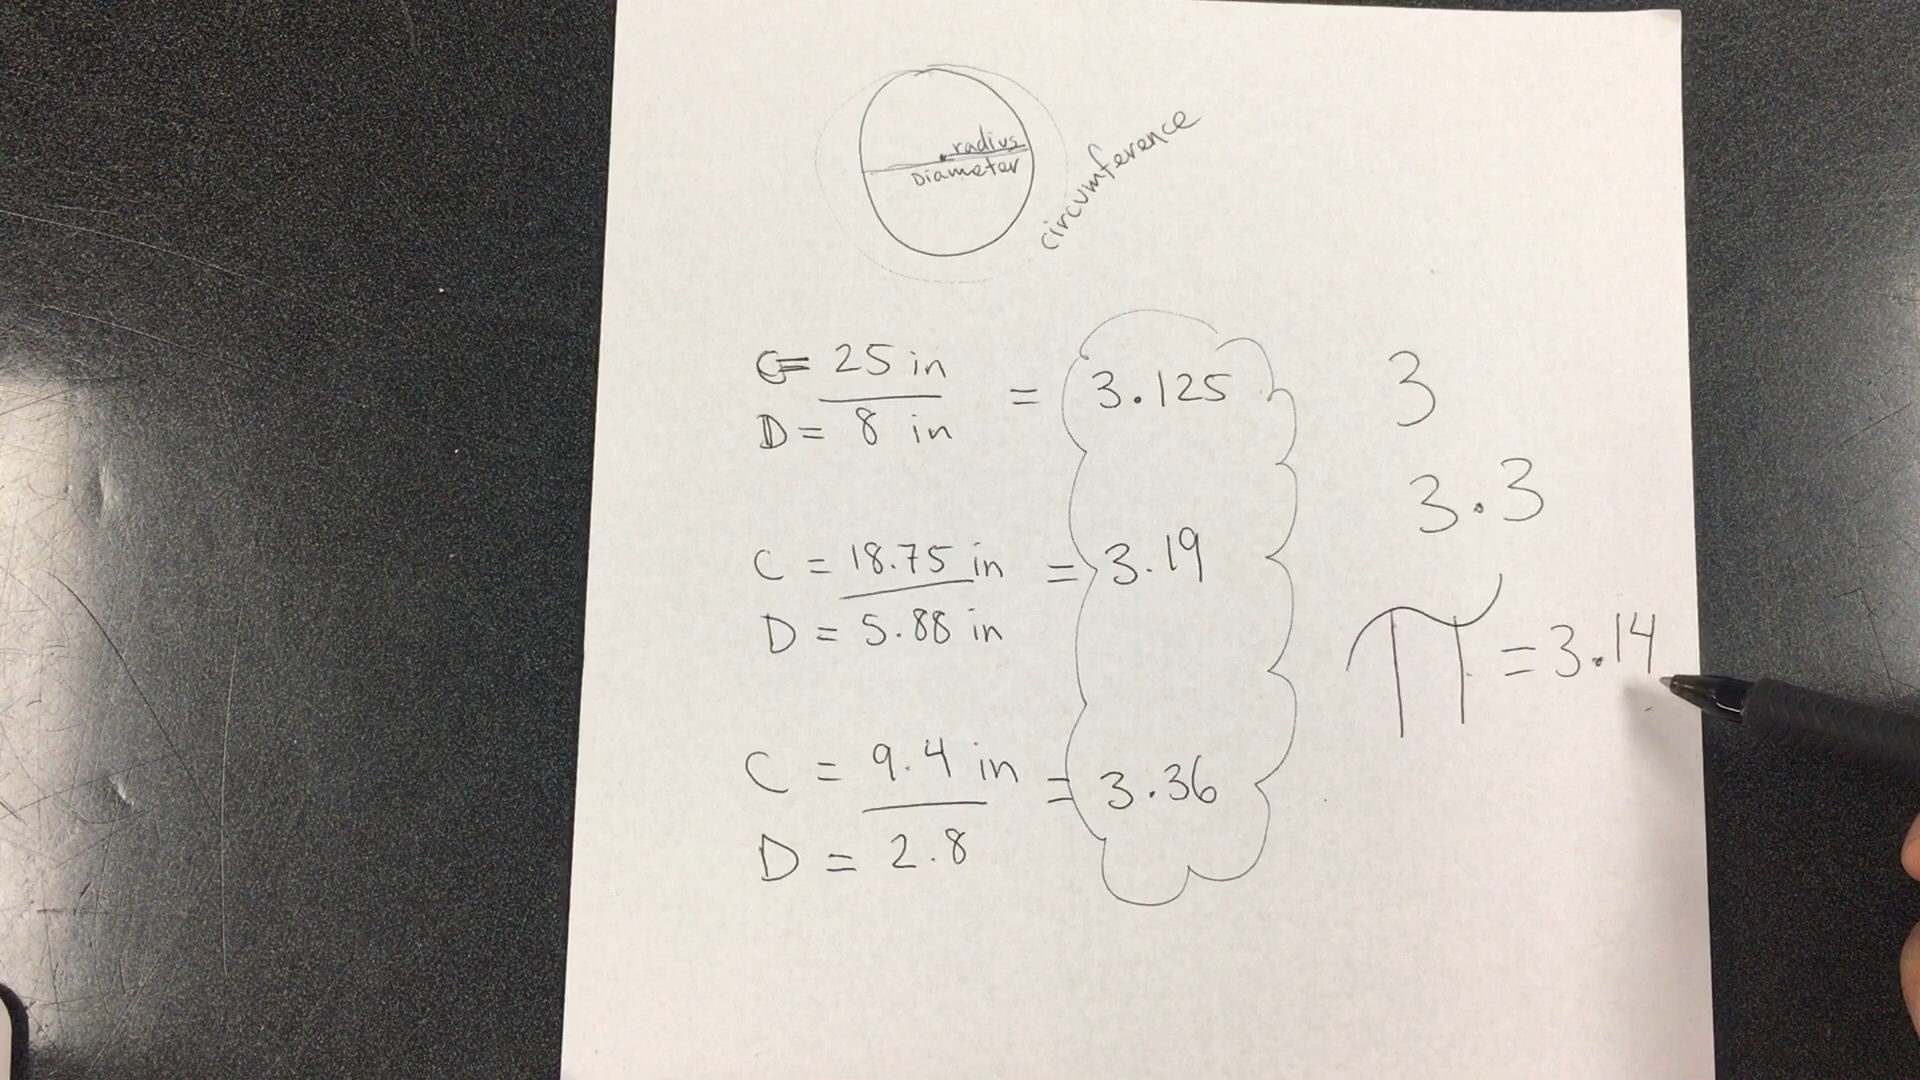 radius
Diameter
circumference
C = 25 in
D = 8 in
= 3.125
3
3.3
C = 18.75 in
D = 5.88 in
= 3.19
π = 3.14
C = 9.4 in
D = 2.8
= 3.36